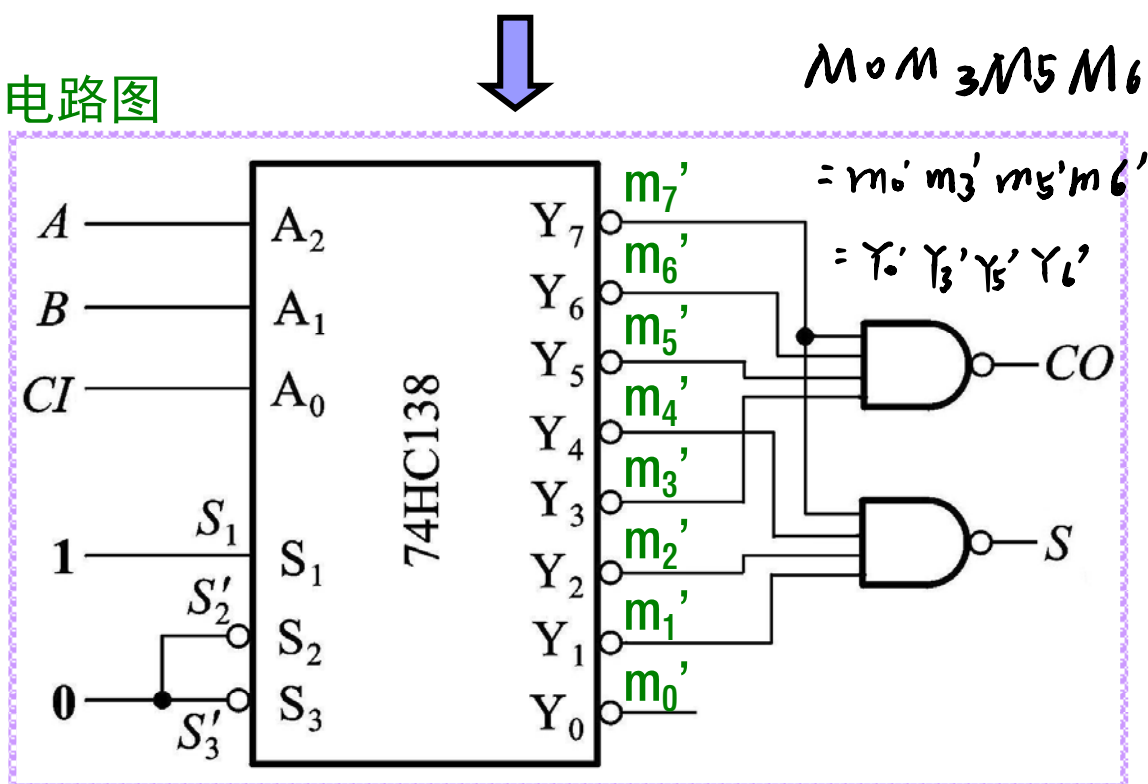 电路图
M0M3M5M6
=m0'm3'm5'm6'
=Y0'Y3'Y5'Y6'
A A₂ Y₇ m₇’
B A₁ Y₆ m₆’
CI A₀ Y₅ m₅’
CO
74HC138
Y₄ m₄’
Y₃ m₃’
1 S₁ S₁ Y₂ m₂’
S
S₂′ S₂ Y₁ m₁’
0 S₃′ S₃ Y₀ m₀’